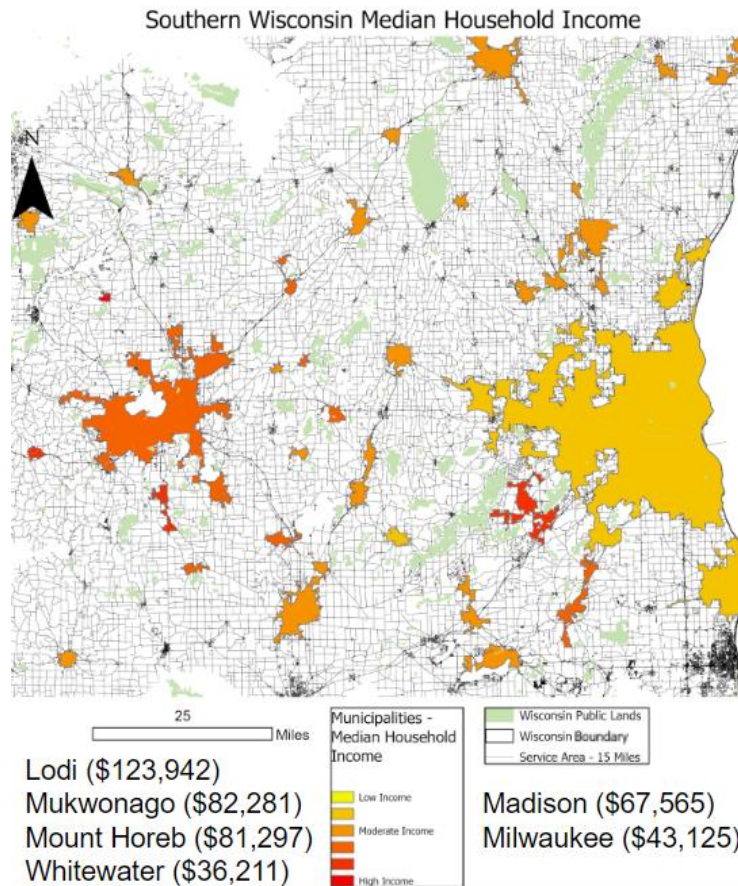 Southern Wisconsin Median Household Income
N
25
Miles
Municipalities -
Median Household
Income
Low Income
Moderate Income
High Income
Wisconsin Public Lands
Wisconsin Boundary
Service Area - 15 Miles
Lodi ($123,942)
Mukwonago ($82,281)
Mount Horeb ($81,297)
Whitewater ($36,211)
Madison ($67,565)
Milwaukee ($43,125)